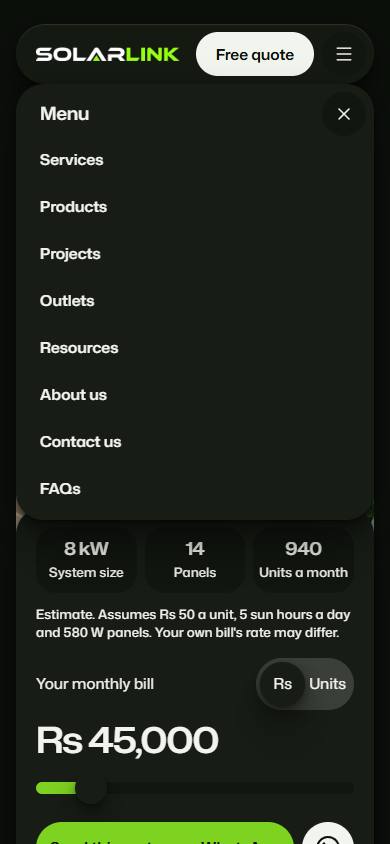 SOLARLINK
Free quote
Menu
Services
Products
Projects
Outlets
Resources
About us
Contact us
FAQs
8 kW
14
940
System size
Panels
Units a month
Estimate. Assumes Rs 50 a unit, 5 sun hours a day
and 580 W panels. Your own bill's rate may differ.
Your monthly bill
Rs
Units
Rs 45,000